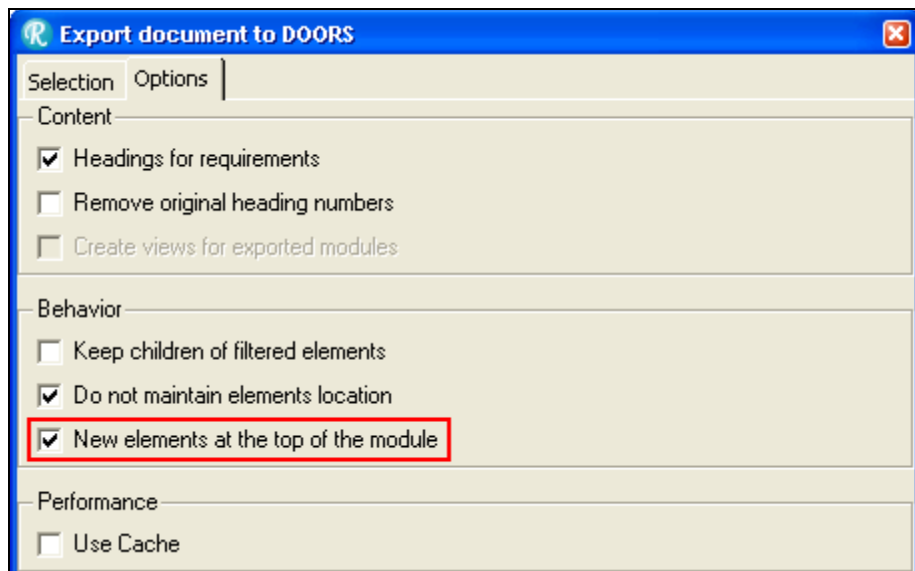 Export document to DOORS
Selection Options
Content
Headings for requirements
Remove original heading numbers
Create views for exported modules
Behavior
Keep children of filtered elements
Do not maintain elements location
New elements at the top of the module
Performance
Use Cache